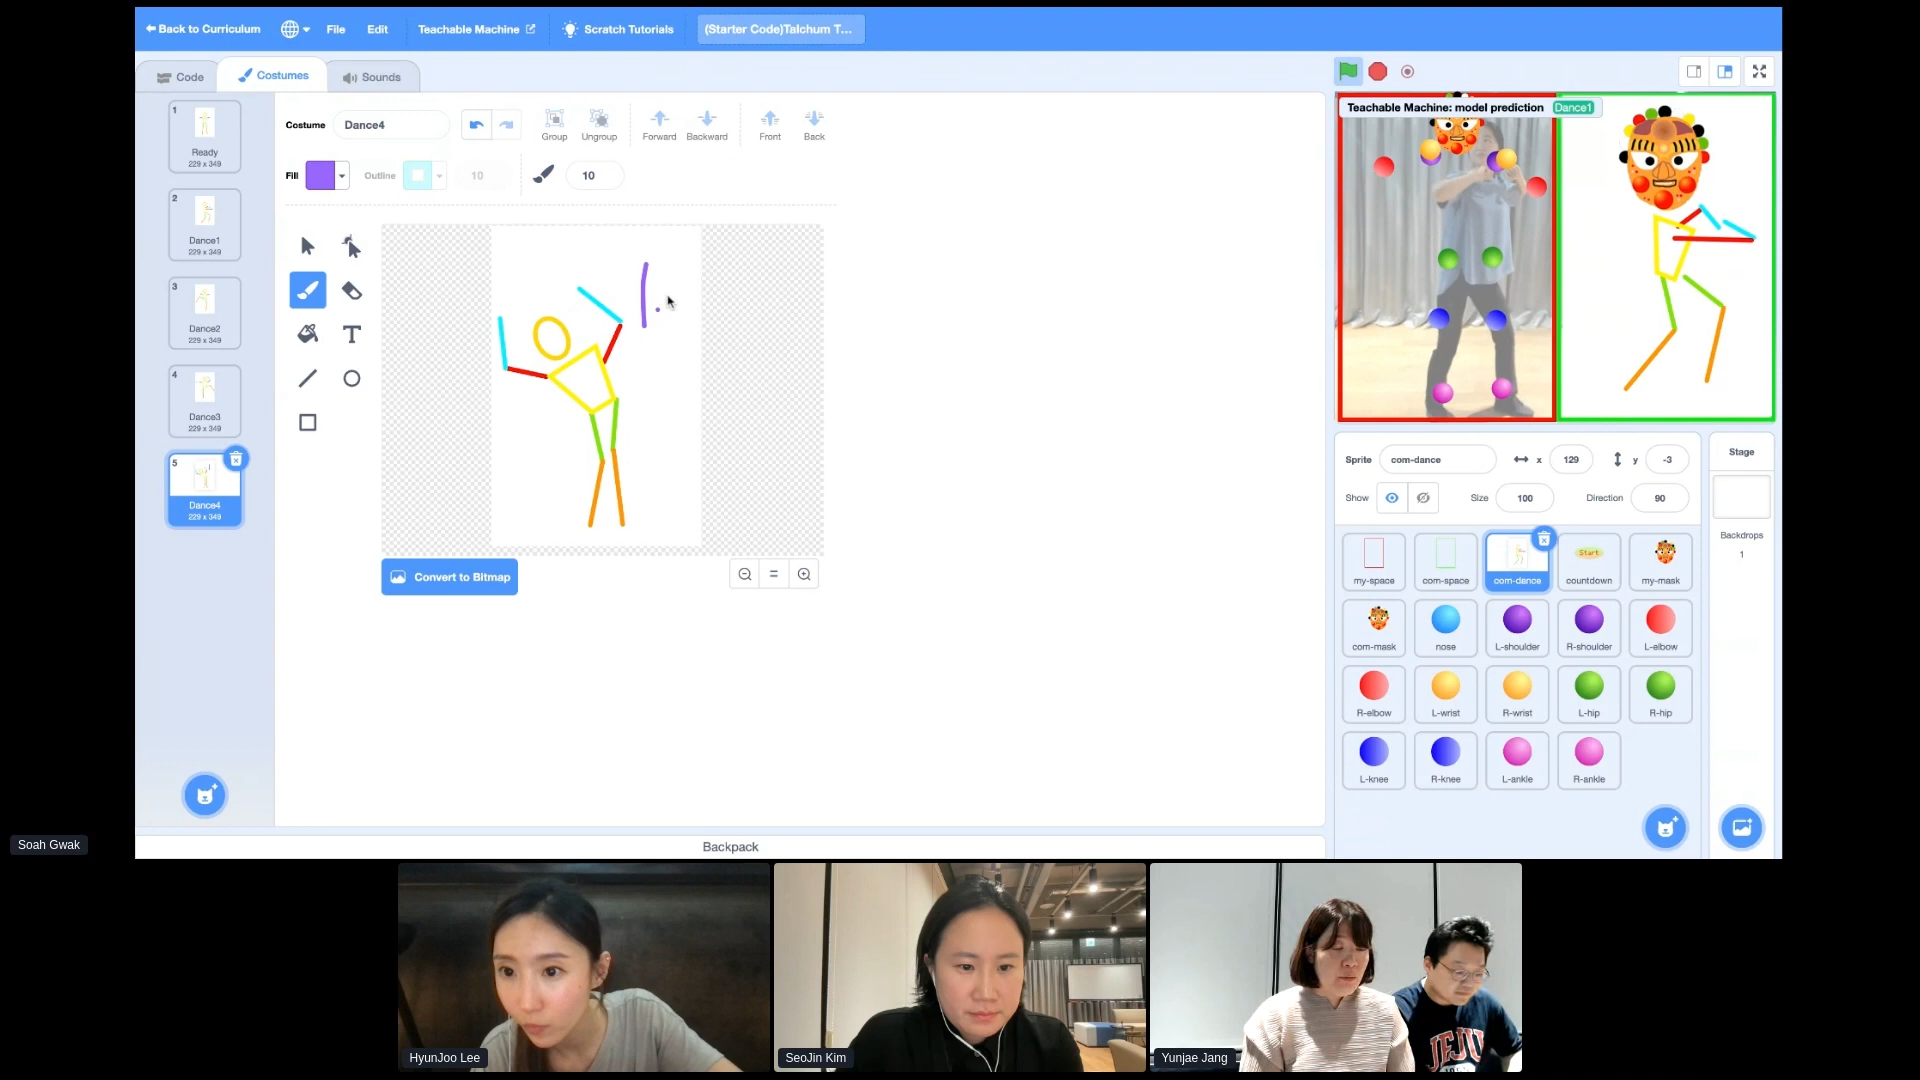 Back to Curriculum
File
Edit
Teachable Machine
Scratch Tutorials
(Starter Code)Talchum T...
Code
Costumes
Sounds
1
Ready
229 x 349
2
Dance1
229 x 349
3
Dance2
229 x 349
4
Dance3
229 x 349
5
Dance4
229 x 349
Costume
Dance4
Group
Ungroup
Forward
Backward
Front
Back
Fill
Outline
10
10
Convert to Bitmap
Backpack
Teachable Machine: model prediction Dance1
Sprite
com-dance
x
129
y
-3
Show
Size
100
Direction
90
Stage
Backdrops
1
my-space
com-space
com-dance
Start
countdown
my-mask
com-mask
nose
L-shoulder
R-shoulder
L-elbow
R-elbow
L-wrist
R-wrist
L-hip
R-hip
L-knee
R-knee
L-ankle
R-ankle
Soah Gwak
HyunJoo Lee
SeoJin Kim
Yunjae Jang
JEJU